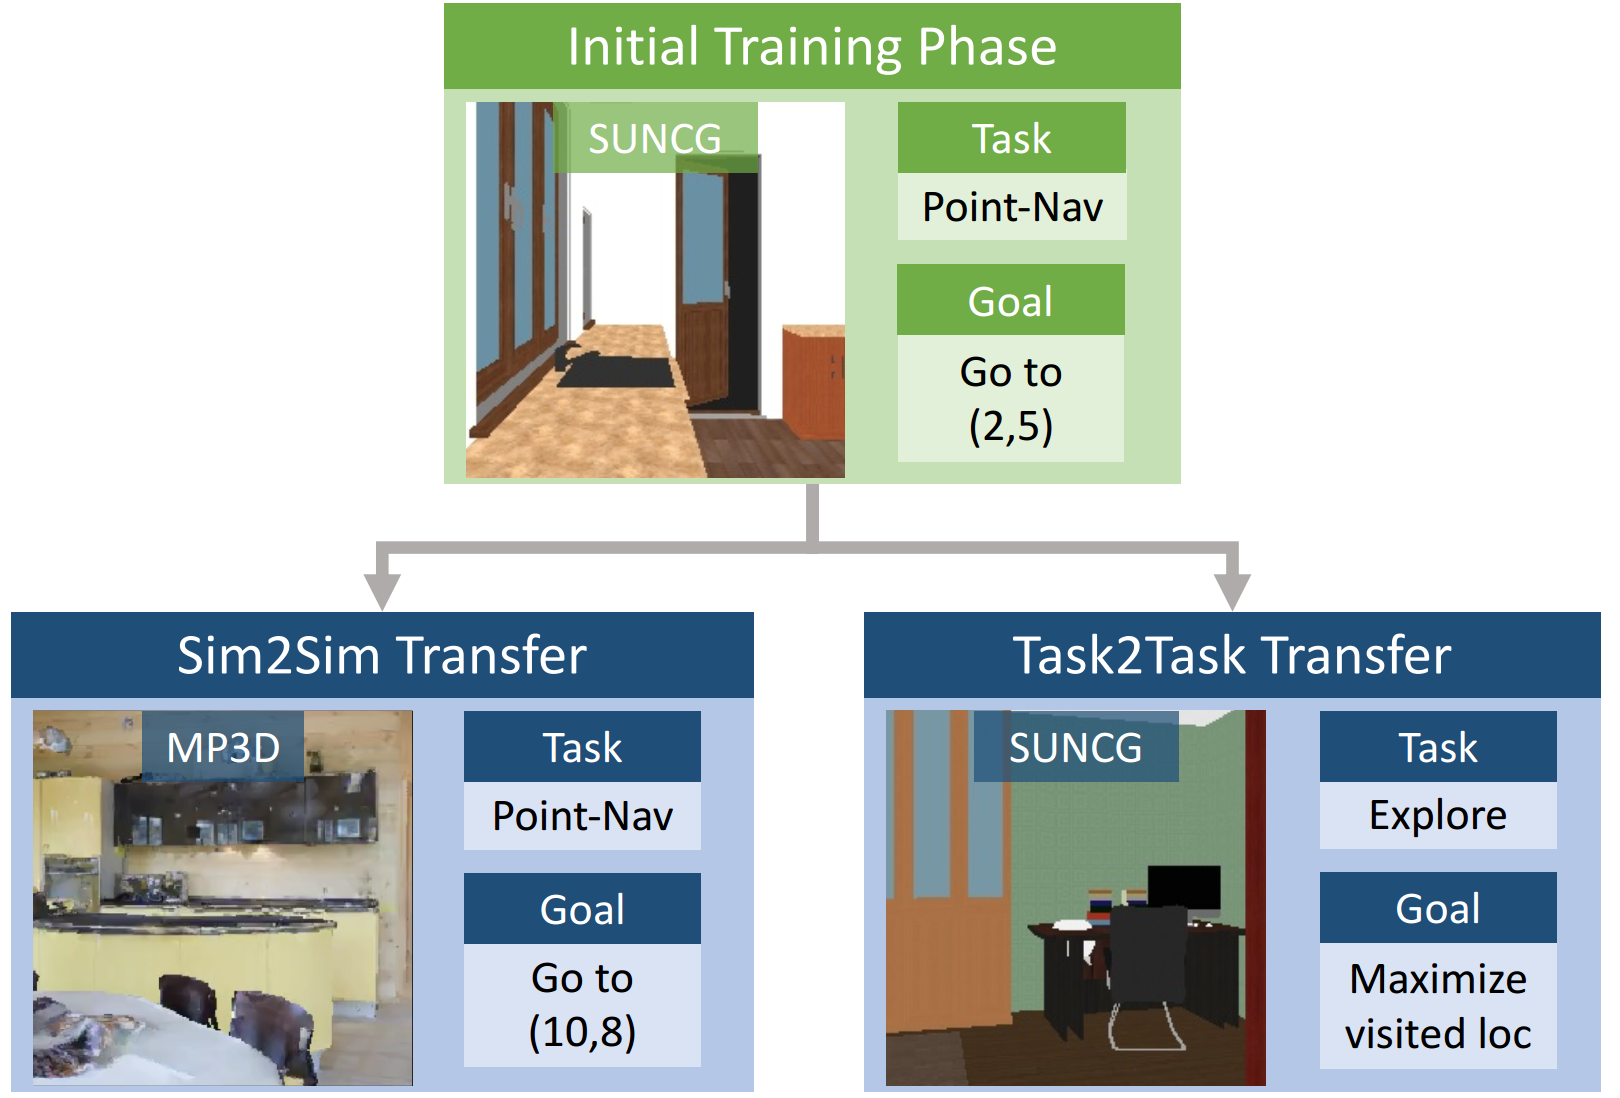 Initial Training Phase
SUNCG
Task
Point-Nav
Goal
Go to
(2,5)
Sim2Sim Transfer
MP3D
Task
Point-Nav
Goal
Go to
(10,8)
Task2Task Transfer
SUNCG
Task
Explore
Goal
Maximize
visited loc